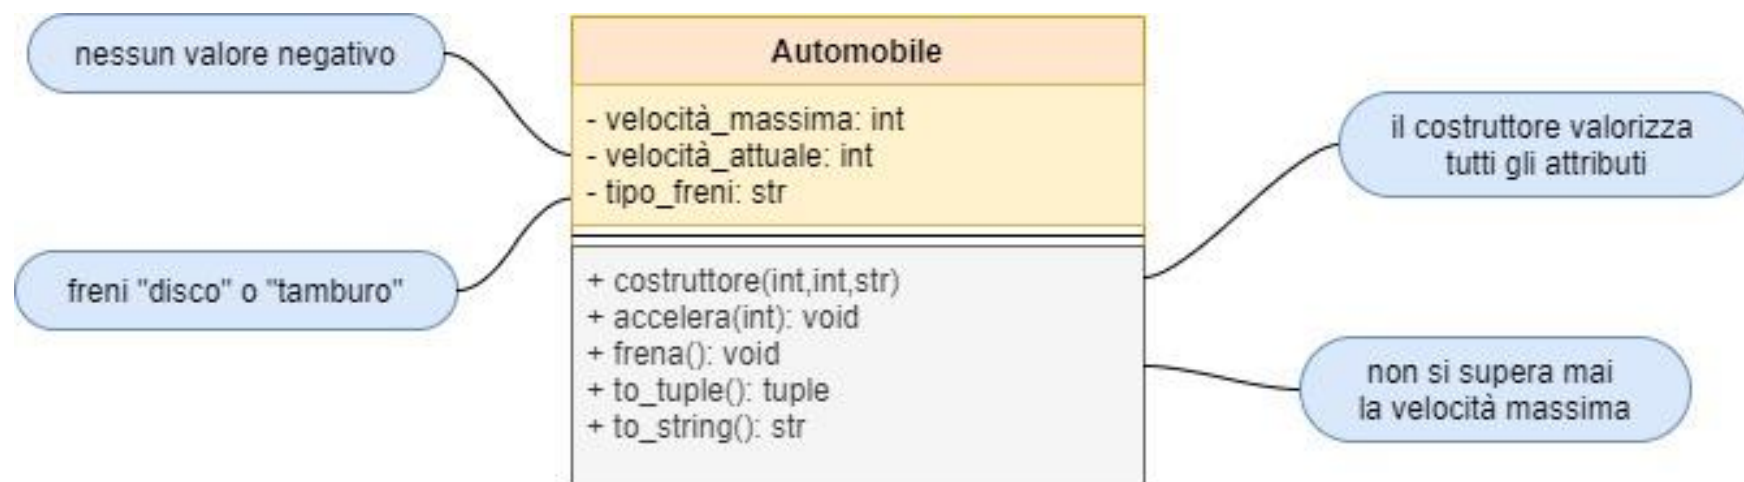 nessun valore negativo
Automobile
- velocità_massima: int
- velocità_attuale: int
- tipo_freni: str
il costruttore valorizza
tutti gli attributi
freni "disco" o "tamburo"
+ costruttore(int,int,str)
+ accelera(int): void
+ frena(): void
+ to_tuple(): tuple
+ to_string(): str
non si supera mai
la velocità massima